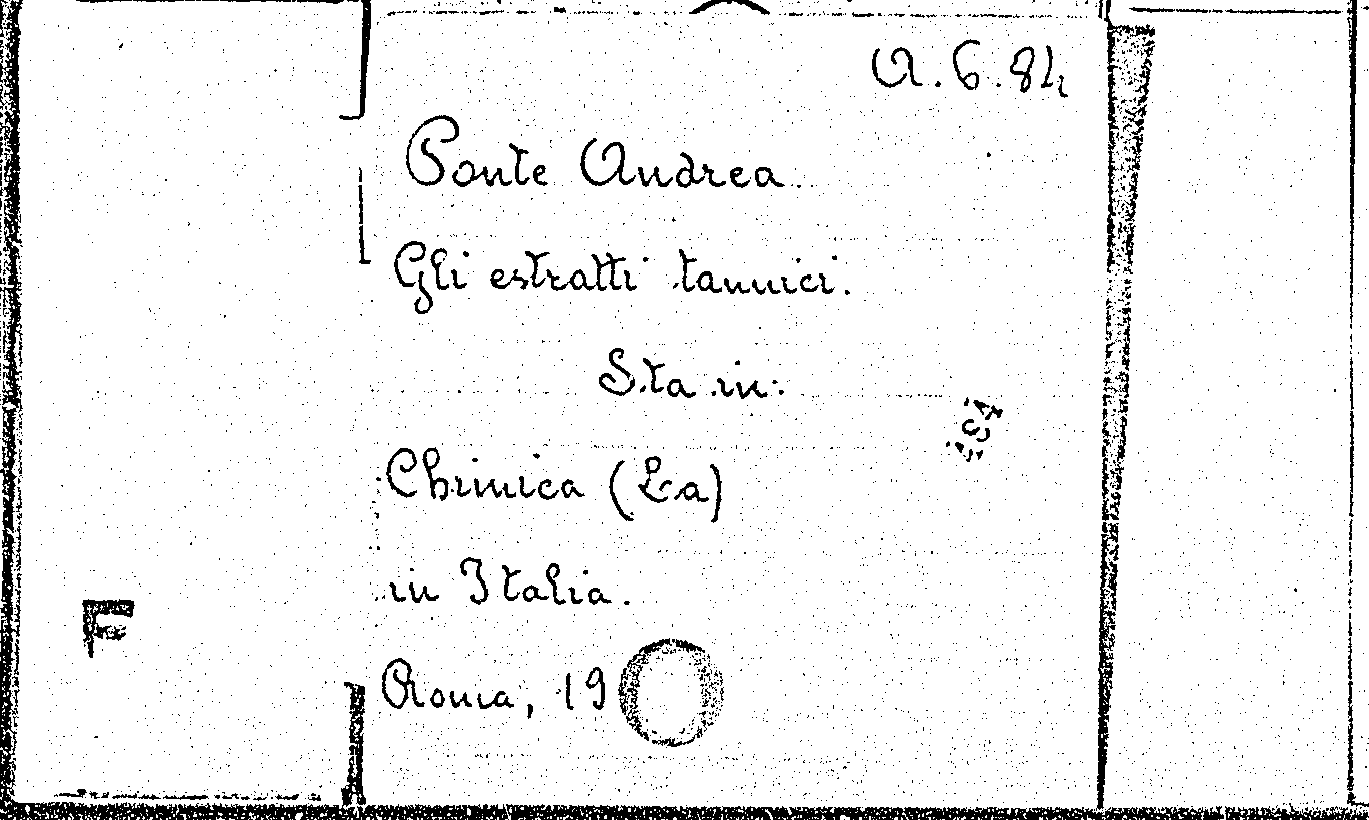 A.6.84
Ponte Andrea
Gli estratti tannici.
Sta in:
Chimica (La)
in Italia.
Roma, 19
F